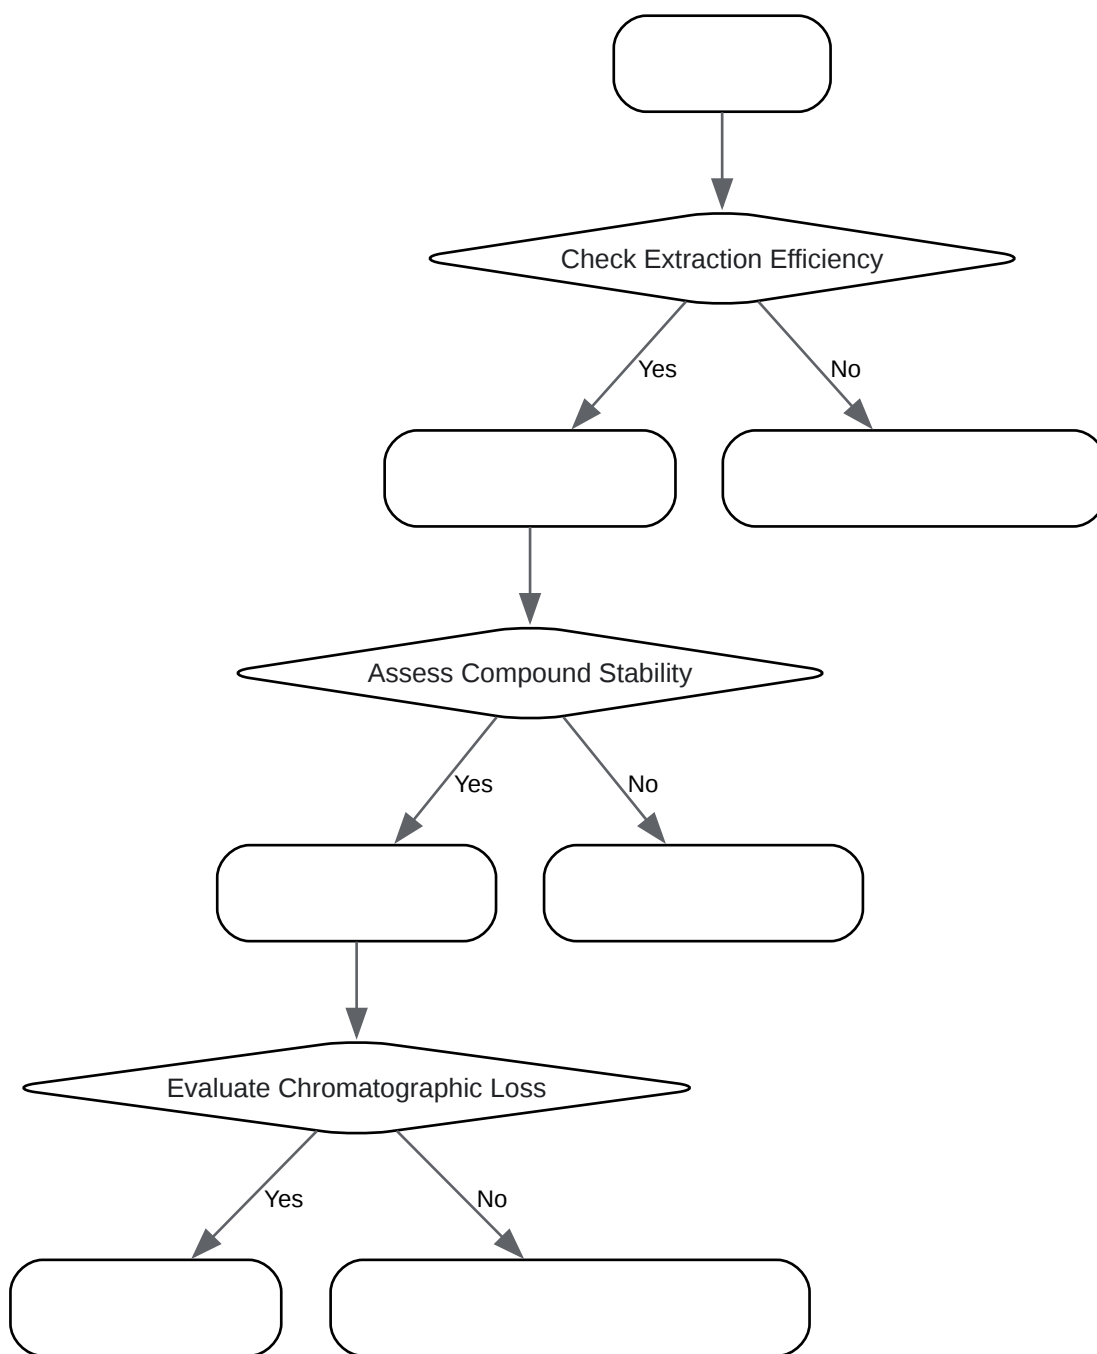 Check Extraction Efficiency
Yes
No
Assess Compound Stability
Yes
No
Evaluate Chromatographic Loss
Yes
No